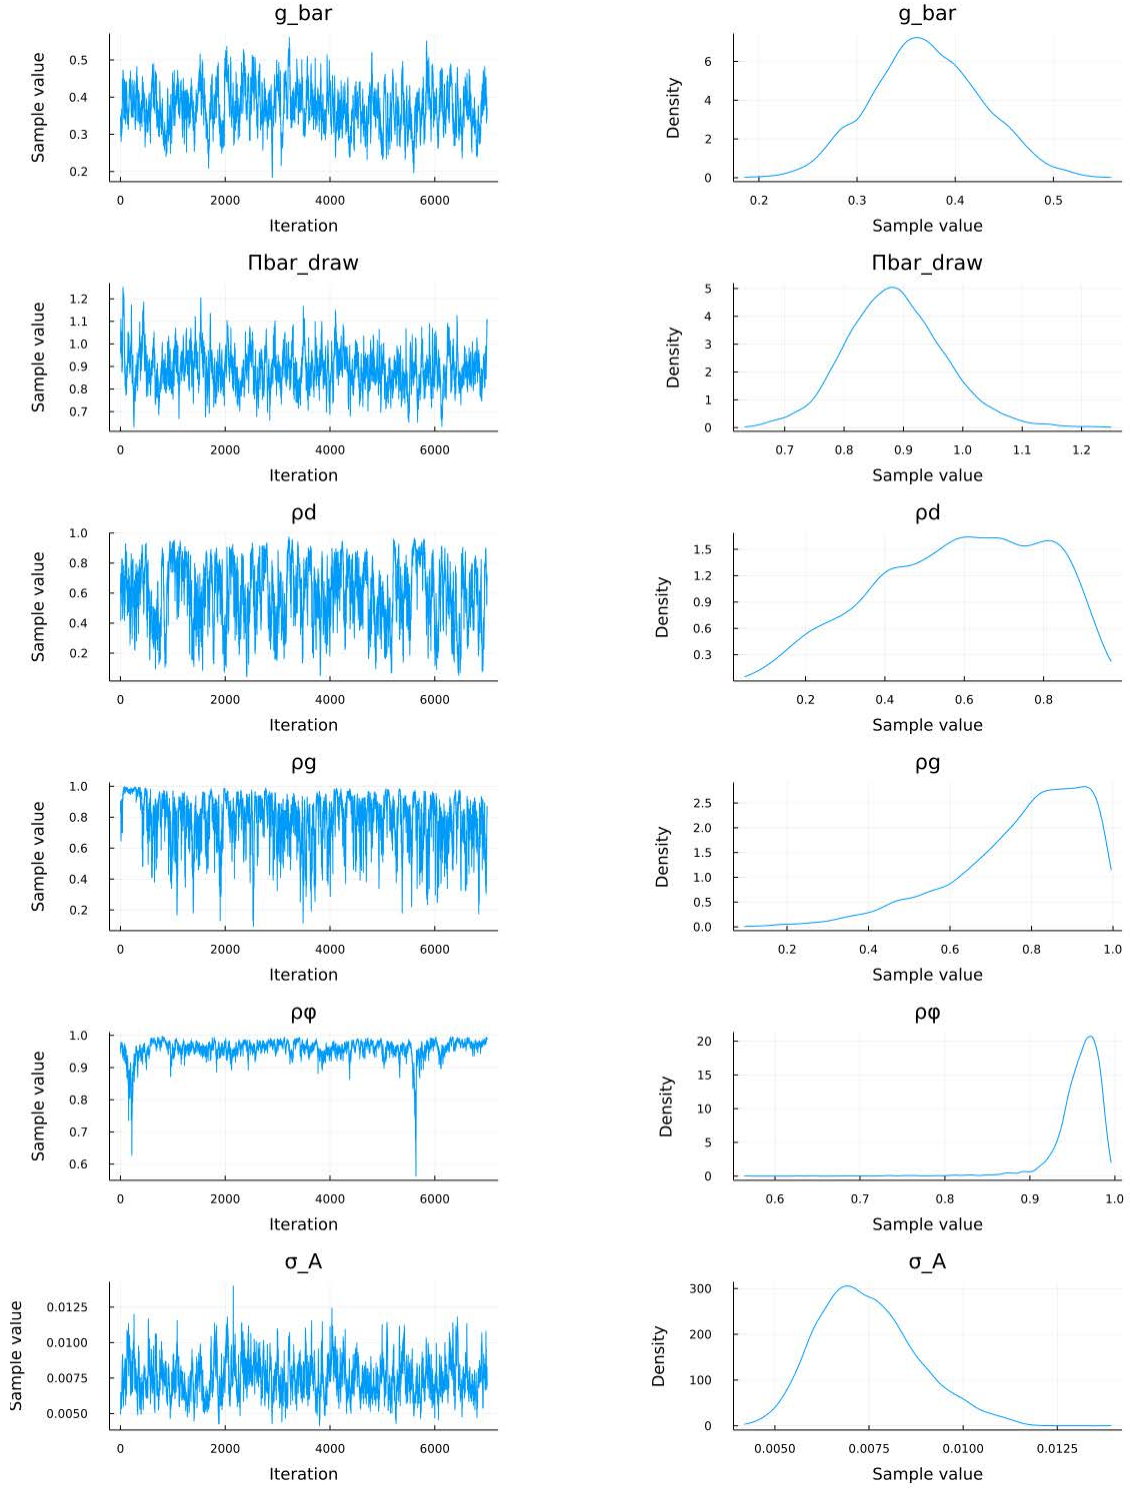 g_bar
g_bar
Sample value
0.5
0.4
0.3
0.2
0 2000 4000 6000
Iteration
Density
6
4
2
0
0.2 0.3 0.4 0.5
Sample value
Πbar_draw
Πbar_draw
Sample value
1.2
1.1
1.0
0.9
0.8
0.7
0 2000 4000 6000
Iteration
Density
5
4
3
2
1
0
0.7 0.8 0.9 1.0 1.1 1.2
Sample value
ρd
ρd
Sample value
1.0
0.8
0.6
0.4
0.2
0 2000 4000 6000
Iteration
Density
1.5
1.2
0.9
0.6
0.3
0.2 0.4 0.6 0.8
Sample value
ρg
ρg
Sample value
1.0
0.8
0.6
0.4
0.2
0 2000 4000 6000
Iteration
Density
2.5
2.0
1.5
1.0
0.5
0.0
0.2 0.4 0.6 0.8 1.0
Sample value
ρφ
ρφ
Sample value
1.0
0.9
0.8
0.7
0.6
0 2000 4000 6000
Iteration
Density
20
15
10
5
0
0.6 0.7 0.8 0.9 1.0
Sample value
σ_A
σ_A
Sample value
0.0125
0.0100
0.0075
0.0050
0 2000 4000 6000
Iteration
Density
300
200
100
0
0.0050 0.0075 0.0100 0.0125
Sample value